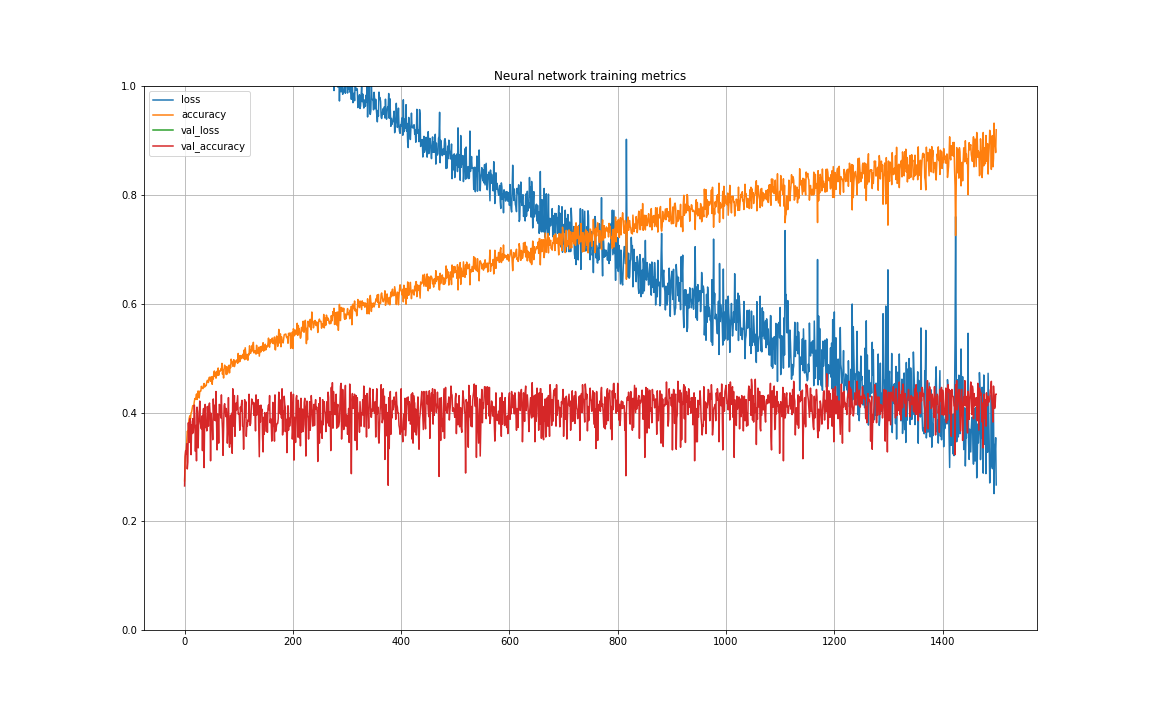 Neural network training metrics
1.0
loss
accuracy
val_loss
val_accuracy
0.8
0.6
0.4
0.2
0.0
0 200 400 600 800 1000 1200 1400